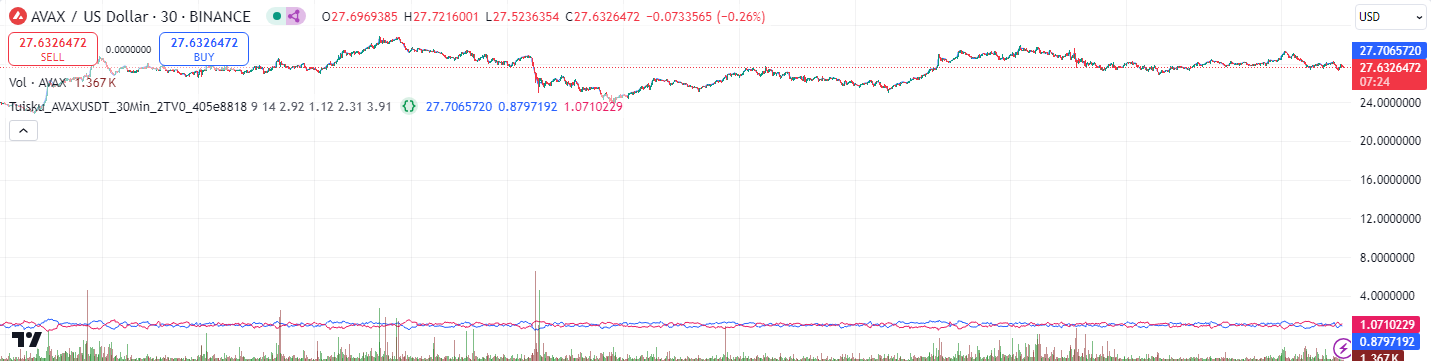 AVAX / US Dollar · 30 · BINANCE O27.6969385 H27.7216001 L27.5236354 C27.6326472 −0.0733565 (−0.26%)
USD
27.6326472 SELL
0.0000000
27.6326472 BUY
Vol · AVAX 1.367 K
Tuisku_AVAXUSDT_30Min_2TV0_405e8818 9 14 2.92 1.12 2.31 3.91 {} 27.7065720 0.8797192 1.0710229
27.7065720
27.6326472
07:24
24.0000000
20.0000000
16.0000000
12.0000000
8.0000000
4.0000000
1.0710229
0.8797192
1.367 K